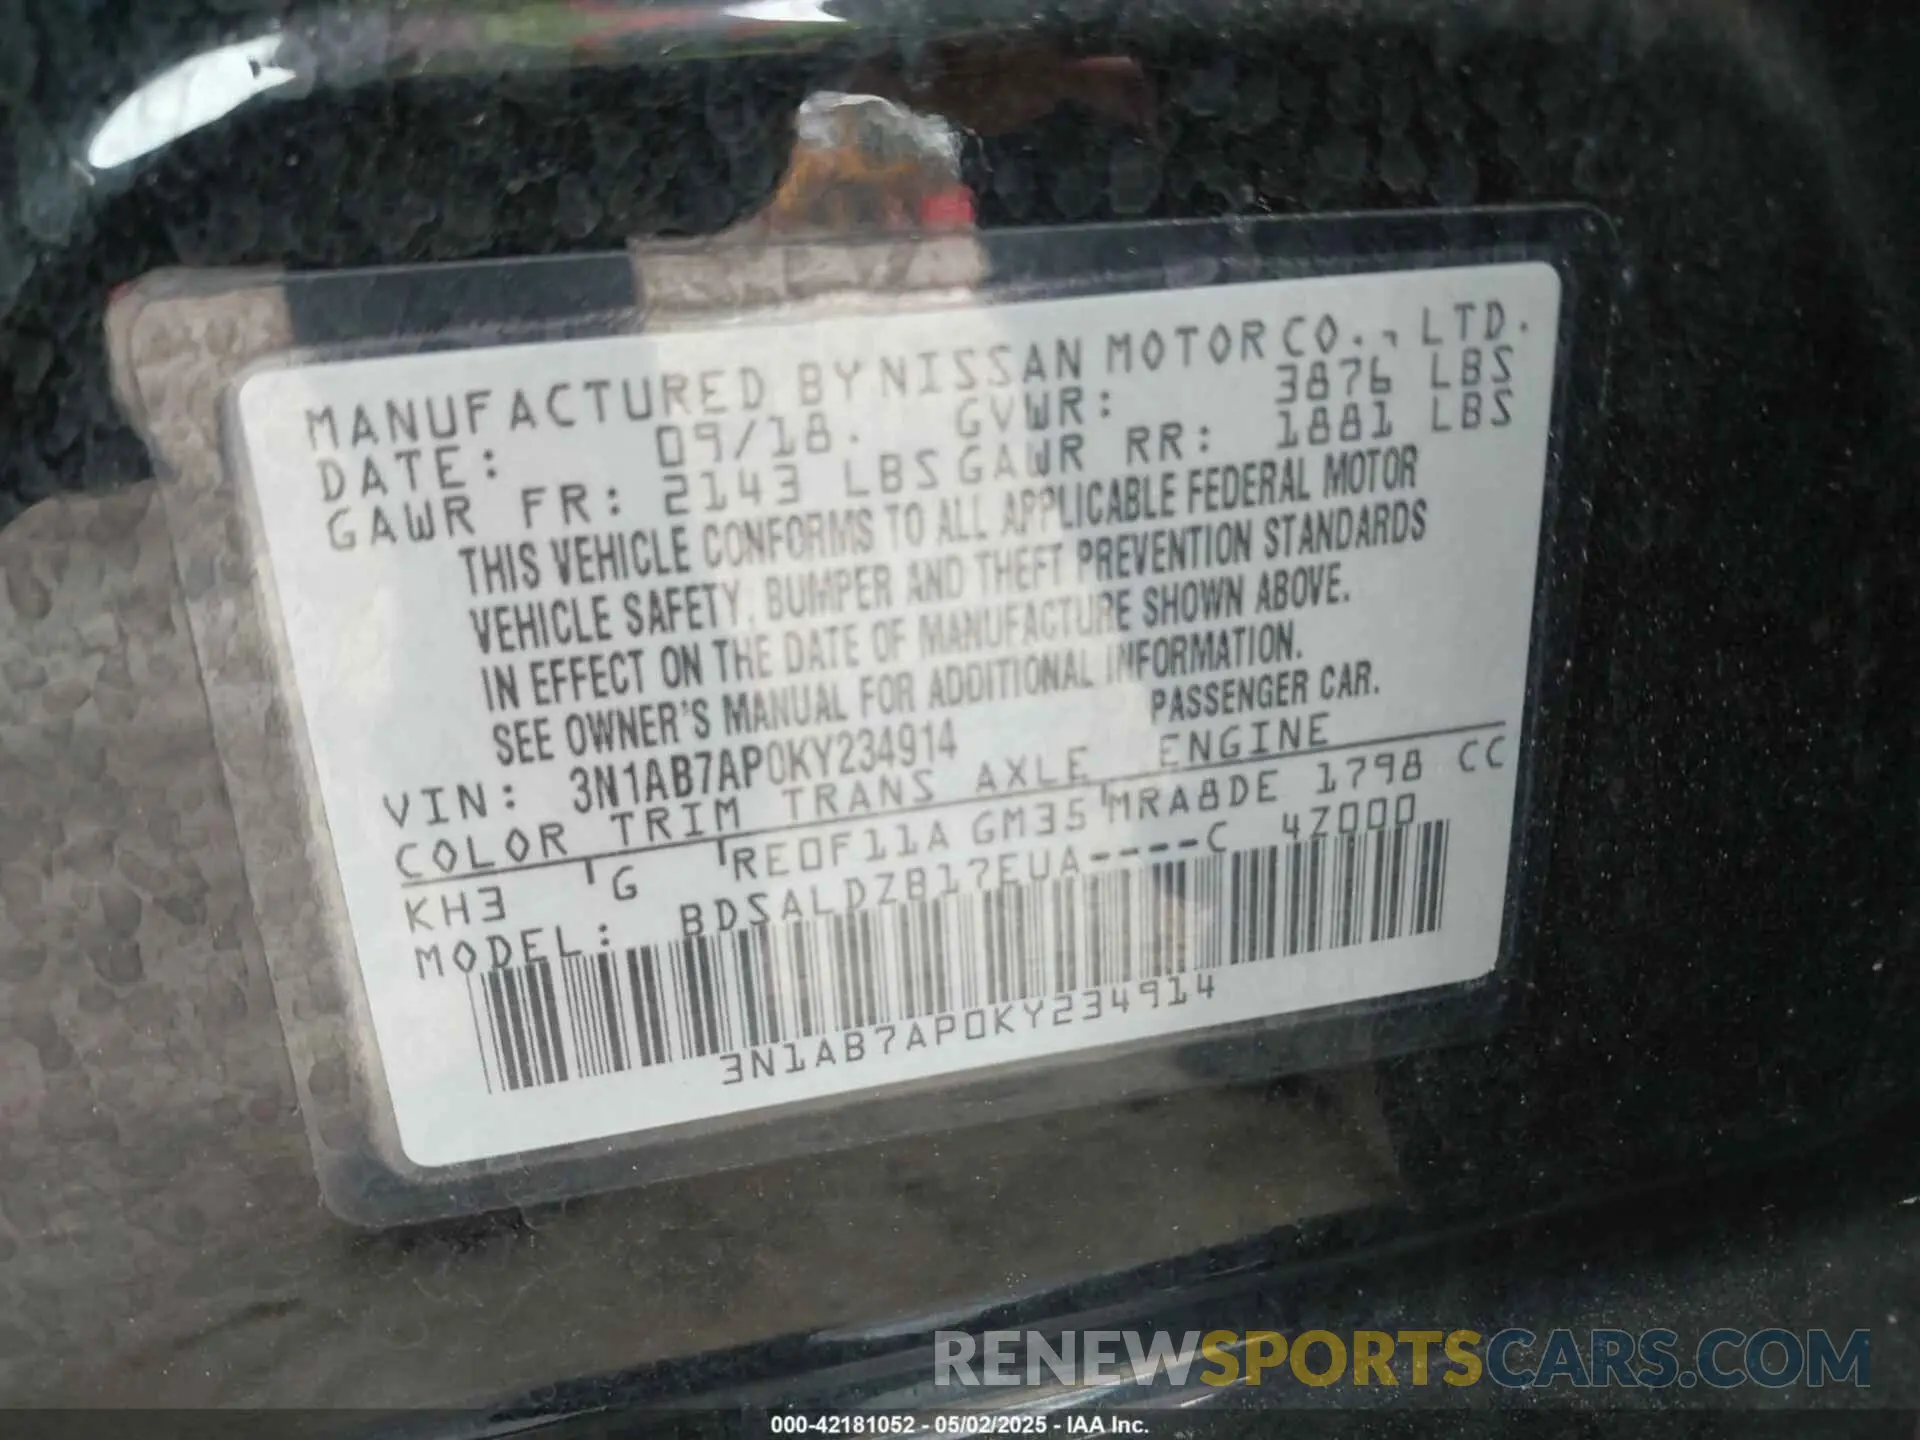 MANUFACTURED BY NISSAN MOTOR CO., LTD.
DATE: 09/18. GVWR: 3876 LBS
GAWR FR: 2143 LBS GAWR RR: 1881 LBS
THIS VEHICLE CONFORMS TO ALL APPLICABLE FEDERAL MOTOR
VEHICLE SAFETY, BUMPER AND THEFT PREVENTION STANDARDS
IN EFFECT ON THE DATE OF MANUFACTURE SHOWN ABOVE.
SEE OWNER'S MANUAL FOR ADDITIONAL INFORMATION.
VIN: 3N1AB7AP0KY234914 PASSENGER CAR.
COLOR TRIM TRANS AXLE ENGINE
KH3 G RE0F11A GM35 MRA8DE 1798 CC
MODEL: BDSALDZB17EUA----C 4Z000
3N1AB7AP0KY234914
RENEWSPORTSCARS.COM
000-42181052 - 05/02/2025 - IAA Inc.